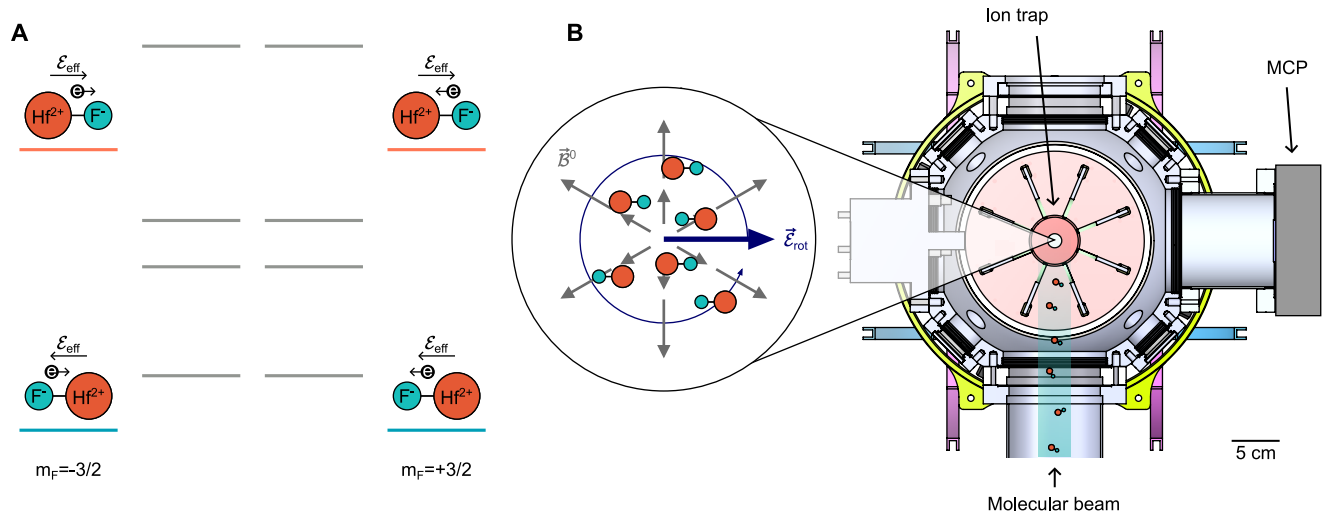 A
ℰeff
e
Hf²⁺
F⁻
ℰeff
e
Hf²⁺
F⁻
ℰeff
e
F⁻
Hf²⁺
ℰeff
e
F⁻
Hf²⁺
mF=-3/2
mF=+3/2
B
ℬ⃗⁰
ℰ⃗rot
Ion trap
MCP
5 cm
Molecular beam